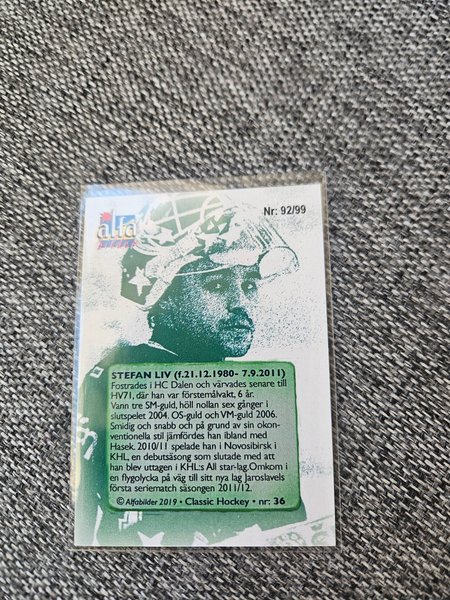 alfa
Nr: 92/99
STEFAN LIV (f.21.12.1980- 7.9.2011)
Fostrades i HC Dalen och värvades senare till
HV71, där han var förstemålvakt, 6 år.
Vann tre SM-guld, höll nollan sex gånger i
slutspelet 2004. OS-guld och VM-guld 2006.
Smidig och snabb och på grund av sin okon-
ventionella stil jämfördes han ibland med
Hasek. 2010/11 spelade han i Novosibirsk i
KHL, en debutsäsong som slutade med att
han blev uttagen i KHL:s All star-lag.Omkom i
en flygolycka på väg till sitt nya lag Jaroslavels
första seriematch säsongen 2011/12.
© Alfabilder 2019 • Classic Hockey • nr: 36